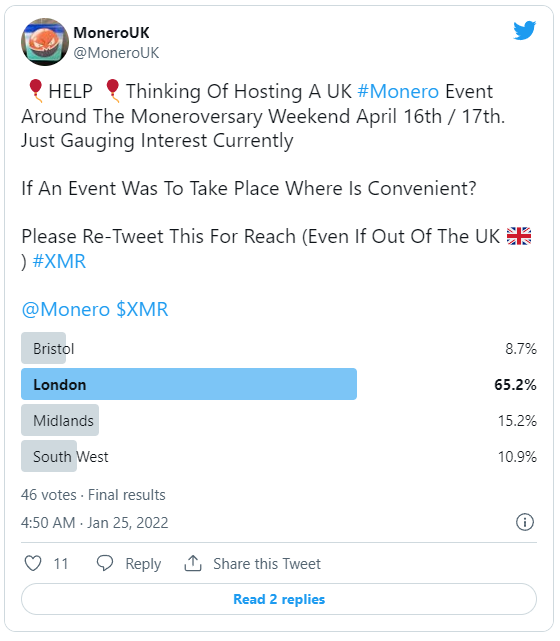 MoneroUK
@MoneroUK
🎈HELP 🎈Thinking Of Hosting A UK #Monero Event
Around The Moneroversary Weekend April 16th / 17th.
Just Gauging Interest Currently
If An Event Was To Take Place Where Is Convenient?
Please Re-Tweet This For Reach (Even If Out Of The UK 🇬🇧
) #XMR
@Monero $XMR
Bristol 8.7%
London 65.2%
Midlands 15.2%
South West 10.9%
46 votes · Final results
4:50 AM · Jan 25, 2022
11 Reply Share this Tweet
Read 2 replies